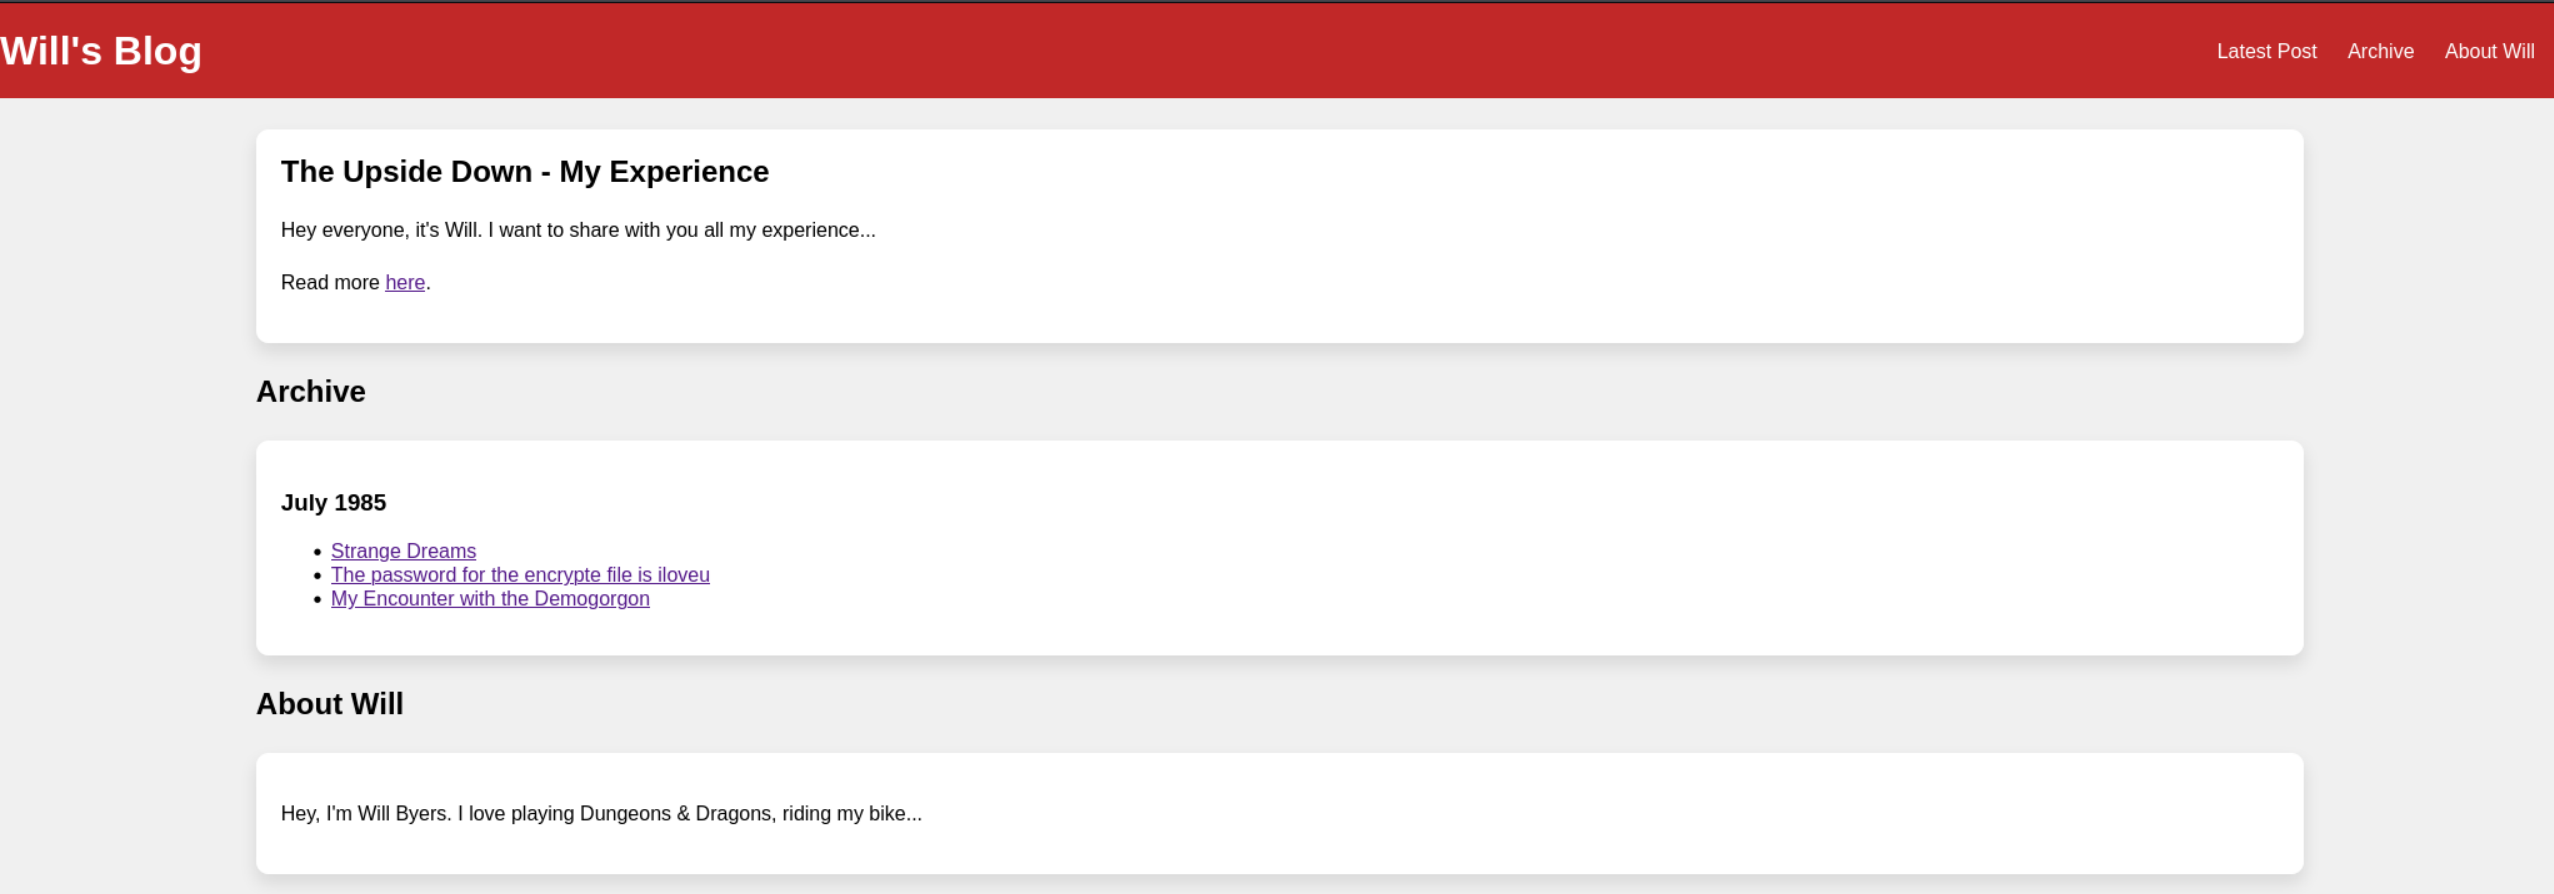 Will's Blog
Latest Post Archive About Will
The Upside Down - My Experience
Hey everyone, it's Will. I want to share with you all my experience...
Read more here.
Archive
July 1985
Strange Dreams
The password for the encrypte file is iloveu
My Encounter with the Demogorgon
About Will
Hey, I'm Will Byers. I love playing Dungeons & Dragons, riding my bike...